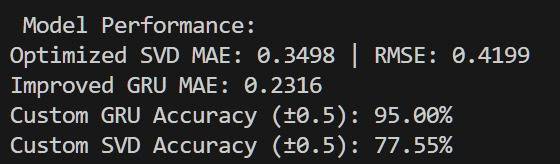 Model Performance:
Optimized SVD MAE: 0.3498 | RMSE: 0.4199
Improved GRU MAE: 0.2316
Custom GRU Accuracy (±0.5): 95.00%
Custom SVD Accuracy (±0.5): 77.55%